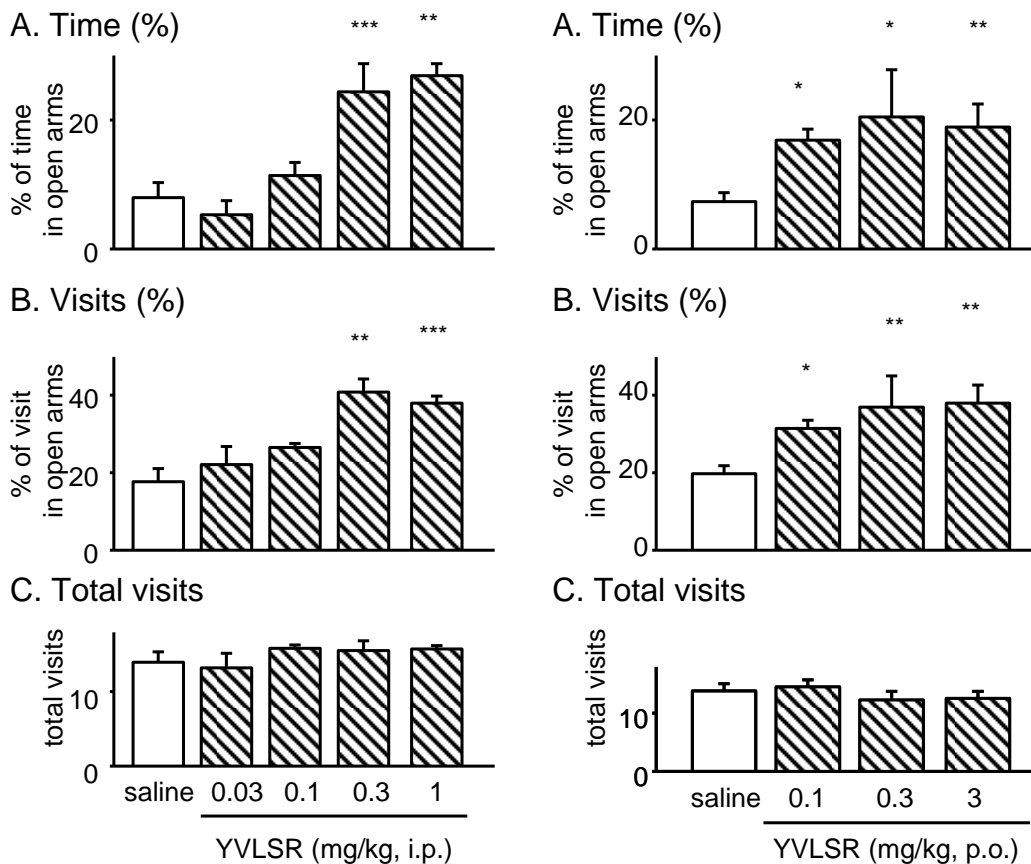 A. Time (%)
***
**
% of time
in open arms
20
0
B. Visits (%)
**
***
% of visit
in open arms
40
20
0
C. Total visits
total visits
10
0
saline
0.03
0.1
0.3
1
YVLSR (mg/kg, i.p.)
A. Time (%)
*
*
**
% of time
in open arms
20
0
B. Visits (%)
*
**
**
% of visit
in open arms
40
20
0
C. Total visits
total visits
10
0
saline
0.1
0.3
3
YVLSR (mg/kg, p.o.)